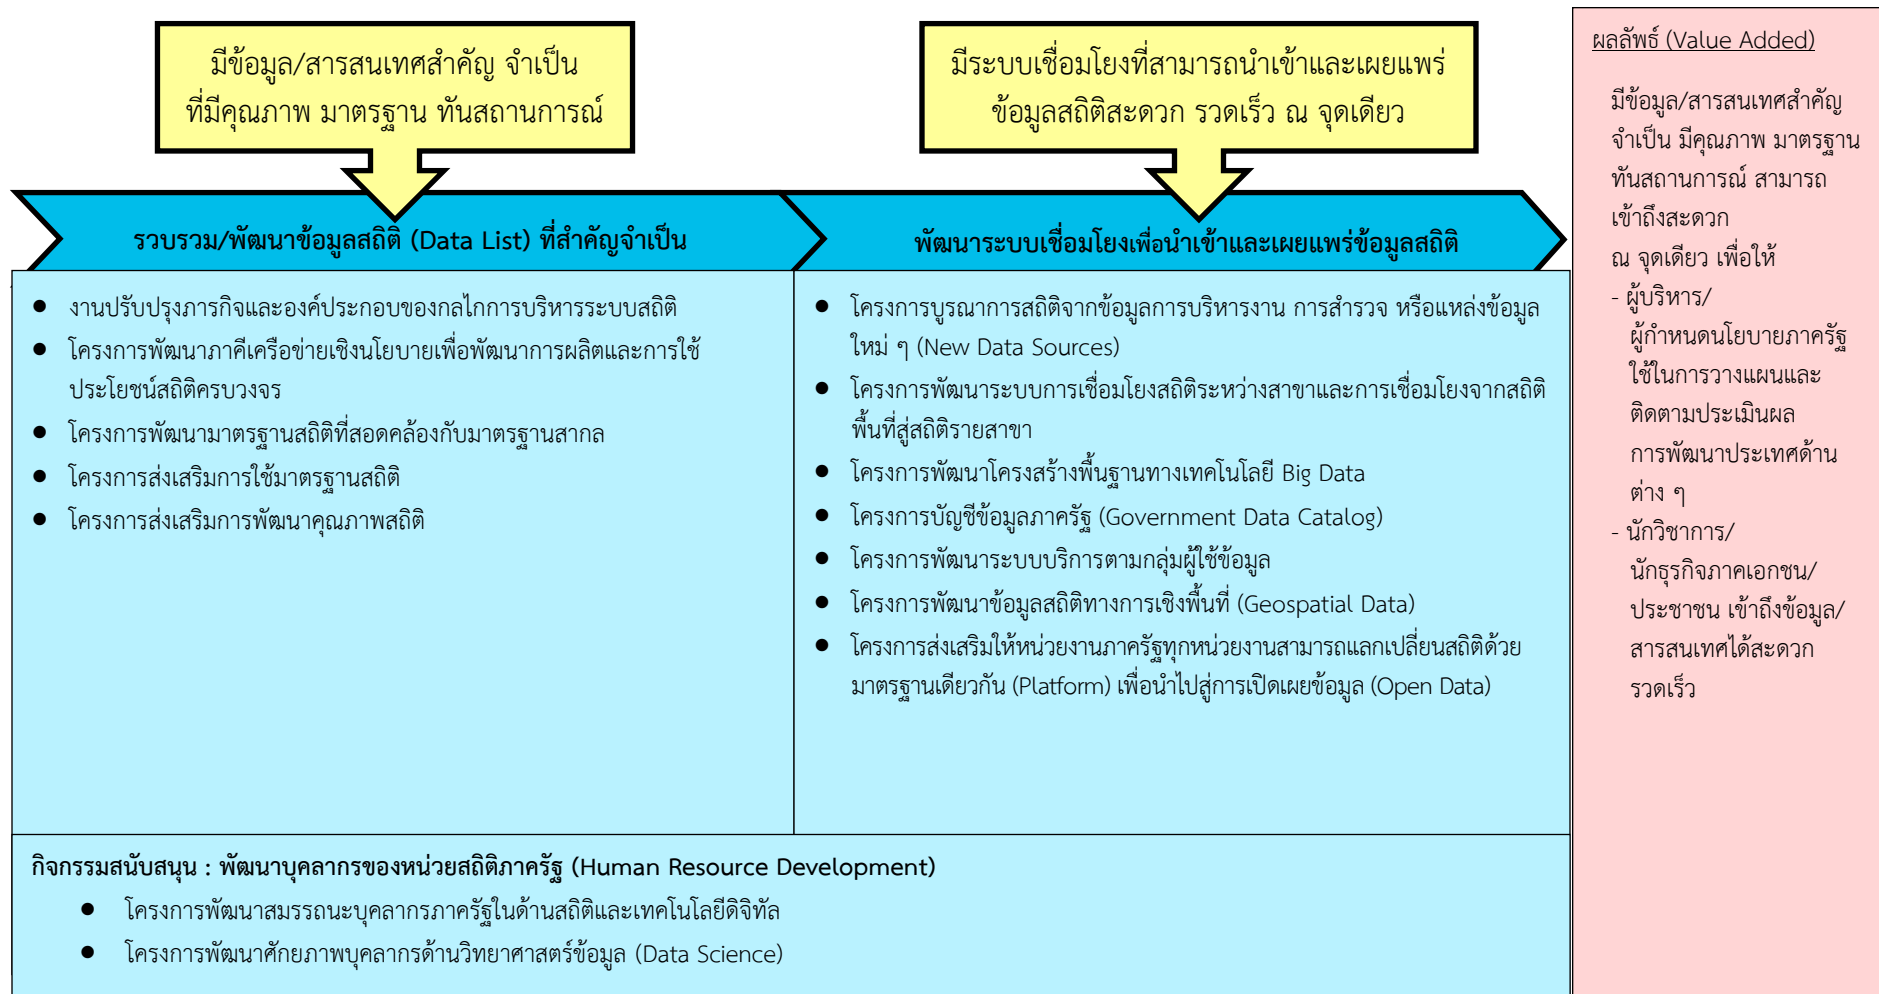 มีข้อมูล/สารสนเทศสำคัญ จำเป็น
ที่มีคุณภาพ มาตรฐาน ทันสถานการณ์
มีระบบเชื่อมโยงที่สามารถนำเข้าและเผยแพร่
ข้อมูลสถิติสะดวก รวดเร็ว ณ จุดเดียว
รวบรวม/พัฒนาข้อมูลสถิติ (Data List) ที่สำคัญจำเป็น
พัฒนาระบบเชื่อมโยงเพื่อนำเข้าและเผยแพร่ข้อมูลสถิติ
● งานปรับปรุงภารกิจและองค์ประกอบของกลไกการบริหารระบบสถิติ
● โครงการพัฒนาภาคีเครือข่ายเชิงนโยบายเพื่อพัฒนาการผลิตและการใช้
ประโยชน์สถิติครบวงจร
● โครงการพัฒนามาตรฐานสถิติที่สอดคล้องกับมาตรฐานสากล
● โครงการส่งเสริมการใช้มาตรฐานสถิติ
● โครงการส่งเสริมการพัฒนาคุณภาพสถิติ
● โครงการบูรณาการสถิติจากข้อมูลการบริหารงาน การสำรวจ หรือแหล่งข้อมูล
ใหม่ ๆ (New Data Sources)
● โครงการพัฒนาระบบการเชื่อมโยงสถิติระหว่างสาขาและการเชื่อมโยงจากสถิติ
พื้นที่สู่สถิติรายสาขา
● โครงการพัฒนาโครงสร้างพื้นฐานทางเทคโนโลยี Big Data
● โครงการบัญชีข้อมูลภาครัฐ (Government Data Catalog)
● โครงการพัฒนาระบบบริการตามกลุ่มผู้ใช้ข้อมูล
● โครงการพัฒนาข้อมูลสถิติทางการเชิงพื้นที่ (Geospatial Data)
● โครงการส่งเสริมให้หน่วยงานภาครัฐทุกหน่วยงานสามารถแลกเปลี่ยนสถิติด้วย
มาตรฐานเดียวกัน (Platform) เพื่อนำไปสู่การเปิดเผยข้อมูล (Open Data)
กิจกรรมสนับสนุน : พัฒนาบุคลากรของหน่วยสถิติภาครัฐ (Human Resource Development)
● โครงการพัฒนาสมรรถนะบุคลากรภาครัฐในด้านสถิติและเทคโนโลยีดิจิทัล
● โครงการพัฒนาศักยภาพบุคลากรด้านวิทยาศาสตร์ข้อมูล (Data Science)
ผลลัพธ์ (Value Added)
มีข้อมูล/สารสนเทศสำคัญ
จำเป็น มีคุณภาพ มาตรฐาน
ทันสถานการณ์ สามารถ
เข้าถึงสะดวก
ณ จุดเดียว เพื่อให้
- ผู้บริหาร/
ผู้กำหนดนโยบายภาครัฐ
ใช้ในการวางแผนและ
ติดตามประเมินผล
การพัฒนาประเทศด้าน
ต่าง ๆ
- นักวิชาการ/
นักธุรกิจภาคเอกชน/
ประชาชน เข้าถึงข้อมูล/
สารสนเทศได้สะดวก
รวดเร็ว